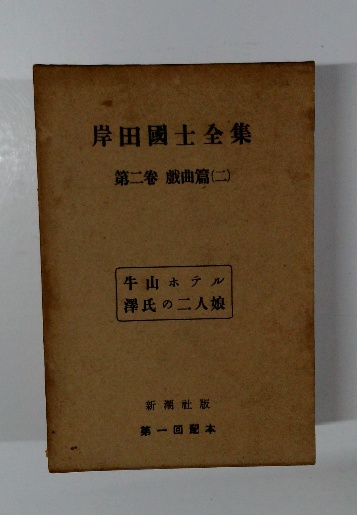 岸田國士全集
第二卷 戲曲篇(二)
牛山ホテル
澤氏の二人娘
新潮社版
第一回配本